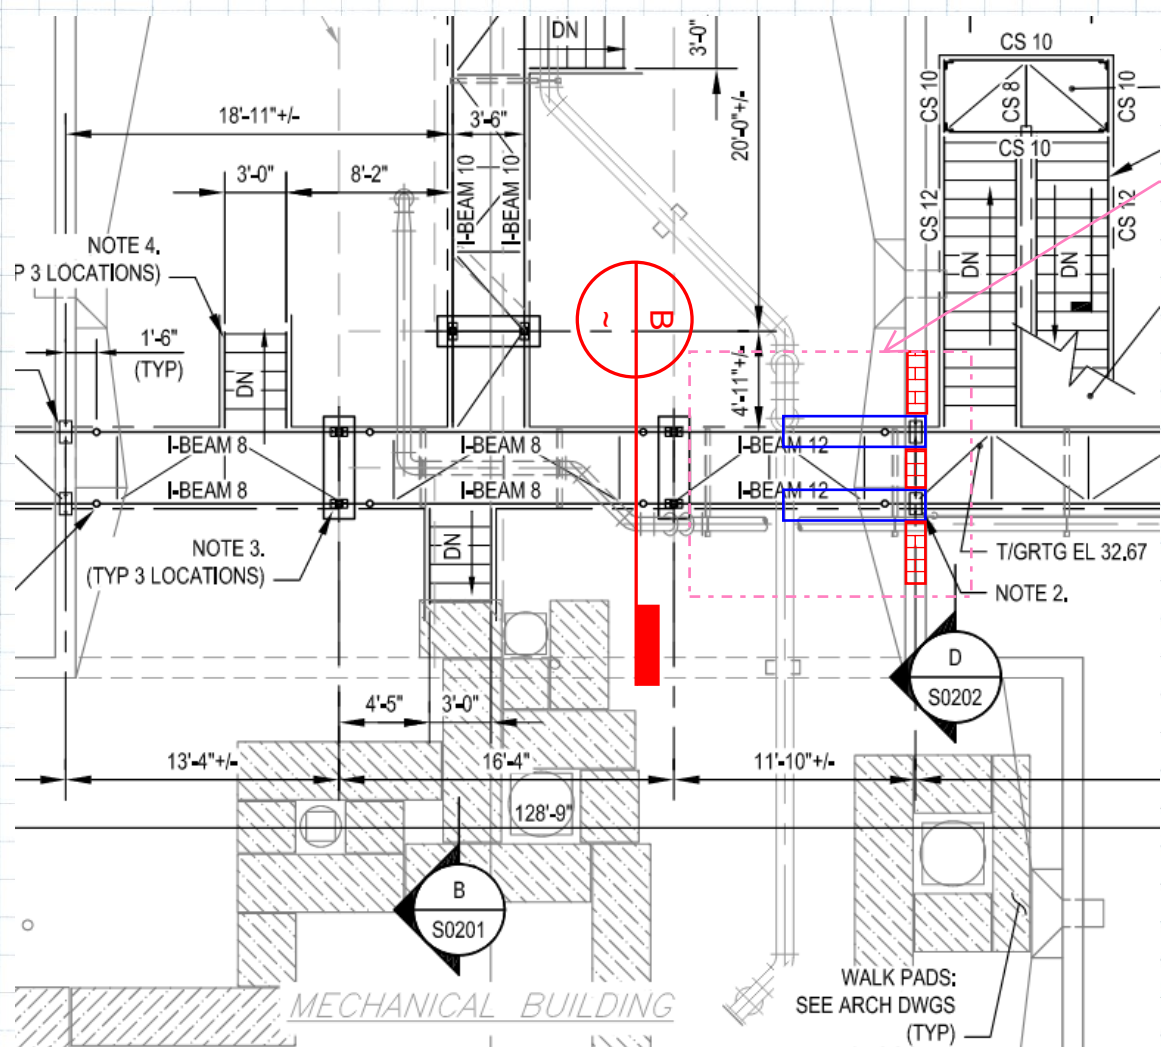 DN
3'-0"
CS 10
CS 10
CS 8
CS 10
CS 10
18'-11"+/-
3'-6"
20'-0"+/-
3'-0"
8'-2"
I-BEAM 10
I-BEAM 10
CS 12
CS 12
DN
DN
NOTE 4.
P 3 LOCATIONS)
B
~
1'-6"
(TYP)
DN
4'-11"+/-
I-BEAM 8
I-BEAM 8
I-BEAM 12
I-BEAM 8
I-BEAM 8
I-BEAM 12
NOTE 3.
(TYP 3 LOCATIONS)
DN
T/GRTG EL 32.67
NOTE 2.
D
S0202
4'-5"
3'-0"
13'-4"+/-
16'-4"
11'-10"+/-
128'-9"
B
S0201
WALK PADS:
SEE ARCH DWGS
(TYP)
MECHANICAL BUILDING